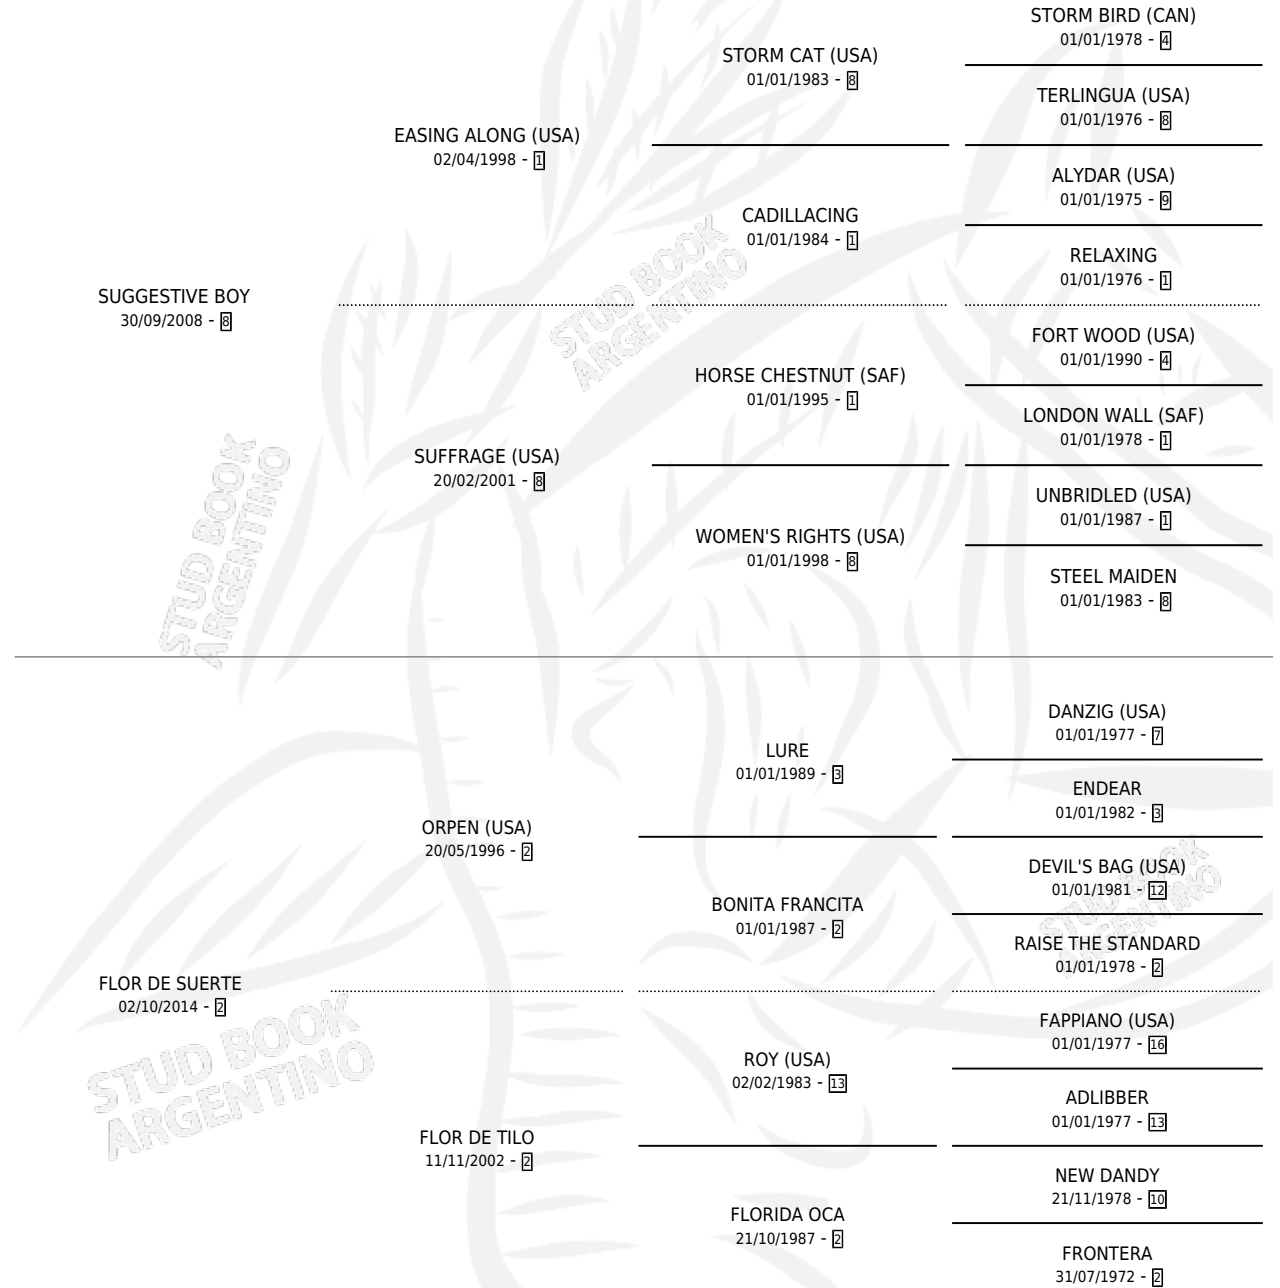 STORM BIRD (CAN)
01/01/1978 - 4
STORM CAT (USA)
01/01/1983 - 8
TERLINGUA (USA)
01/01/1976 - 8
EASING ALONG (USA)
02/04/1998 - 1
ALYDAR (USA)
01/01/1975 - 9
CADILLACING
01/01/1984 - 1
RELAXING
01/01/1976 - 1
SUGGESTIVE BOY
30/09/2008 - 8
FORT WOOD (USA)
01/01/1990 - 4
HORSE CHESTNUT (SAF)
01/01/1995 - 1
LONDON WALL (SAF)
01/01/1978 - 1
SUFFRAGE (USA)
20/02/2001 - 8
UNBRIDLED (USA)
01/01/1987 - 1
WOMEN'S RIGHTS (USA)
01/01/1998 - 8
STEEL MAIDEN
01/01/1983 - 8
STUD BOOK
ARGENTINO
STUD BOOK
ARGENTINO
DANZIG (USA)
01/01/1977 - 7
LURE
01/01/1989 - 3
ENDEAR
01/01/1982 - 3
ORPEN (USA)
20/05/1996 - 2
DEVIL'S BAG (USA)
01/01/1981 - 12
BONITA FRANCITA
01/01/1987 - 2
RAISE THE STANDARD
01/01/1978 - 2
FLOR DE SUERTE
02/10/2014 - 2
FAPPIANO (USA)
01/01/1977 - 16
ROY (USA)
02/02/1983 - 13
ADLIBBER
01/01/1977 - 13
FLOR DE TILO
11/11/2002 - 2
NEW DANDY
21/11/1978 - 10
FLORIDA OCA
21/10/1987 - 2
FRONTERA
31/07/1972 - 2
STUD BOOK
ARGENTINO
STUD BOOK
ARGENTINO